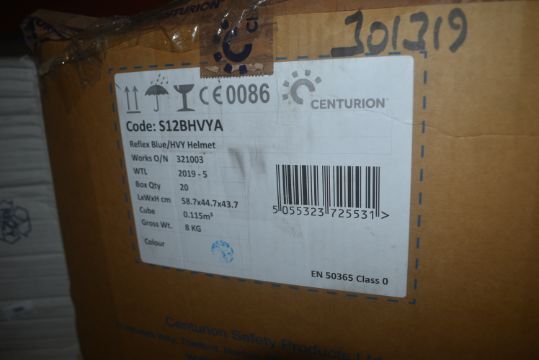 CENTURION
301319
CE0086
CENTURION
Code: S12BHVYA
Reflex Blue/HVY Helmet
Works O/N 321003
WTL 2019 - 5
Box Qty 20
LxWxH cm 58.7x44.7x43.7
Cube 0.115m³
Gross Wt. 8 KG
Colour
5 055323 725531 >
EN 50365 Class 0
Centurion Safety Products Ltd